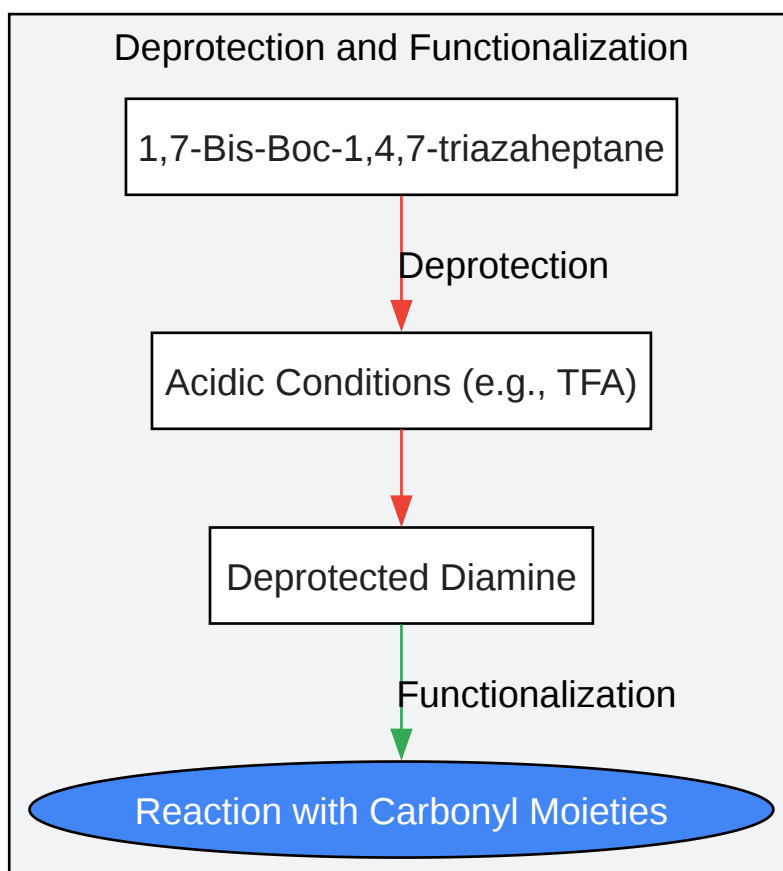 Deprotection and Functionalization
1,7-Bis-Boc-1,4,7-triazaheptane
Deprotection
Acidic Conditions (e.g., TFA)
Deprotected Diamine
Functionalization
Reaction with Carbonyl Moieties